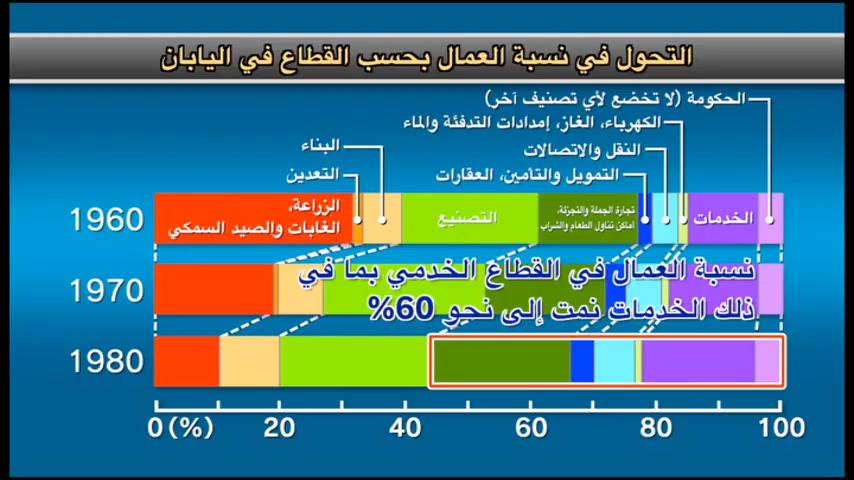 التحول في نسبة العمال بحسب القطاع في اليابان
الحكومة (لا تخضع لأي تصنيف آخر)
الكهرباء، الغاز، إمدادات التدفئة والماء
النقل والاتصالات
التمويل والتأمين، العقارات
البناء
التعدين
1960
الزراعة،
الغابات والصيد السمكي
التصنيع
تجارة الجملة والتجزئة،
أماكن تناول الطعام والشراب
الخدمات
1970
نسبة العمال في القطاع الخدمي بما في
ذلك الخدمات نمت إلى نحو 60%
1980
0 (%) 20 40 60 80 100